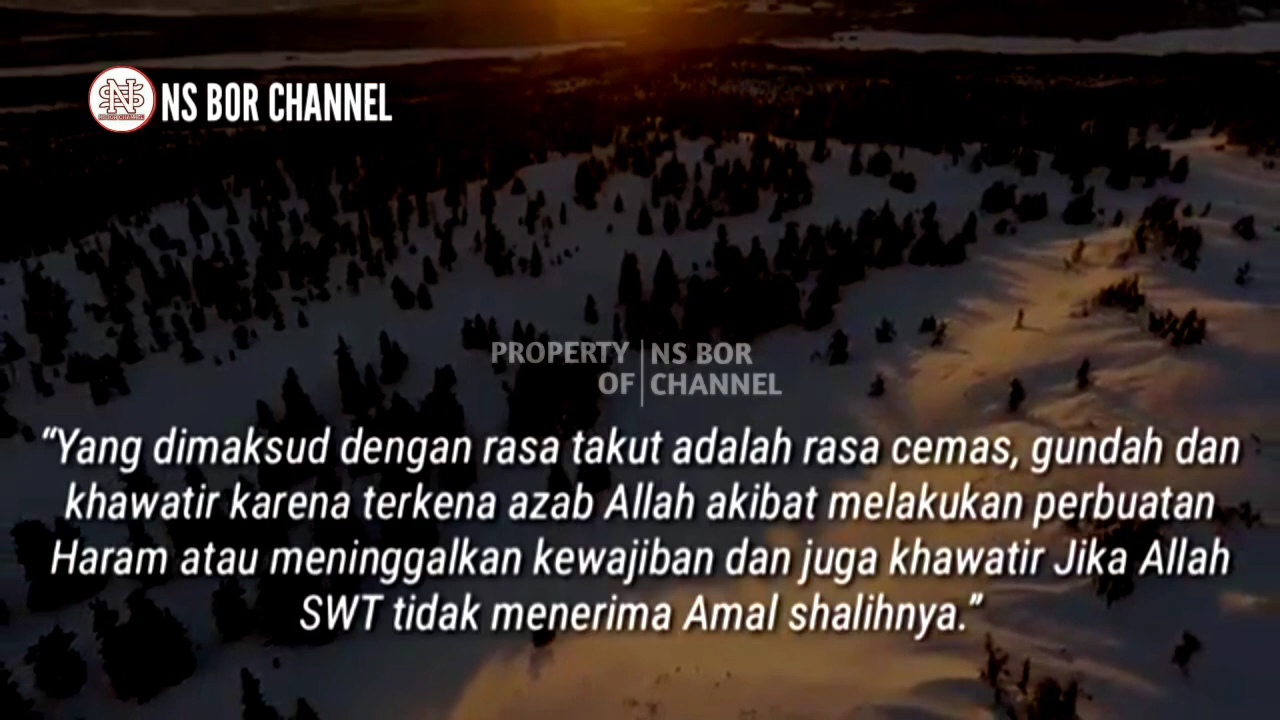 NS BOR CHANNEL
PROPERTY OF NS BOR CHANNEL
“Yang dimaksud dengan rasa takut adalah rasa cemas, gundah dan
khawatir karena terkena azab Allah akibat melakukan perbuatan
Haram atau meninggalkan kewajiban dan juga khawatir Jika Allah
SWT tidak menerima Amal shalihnya.”